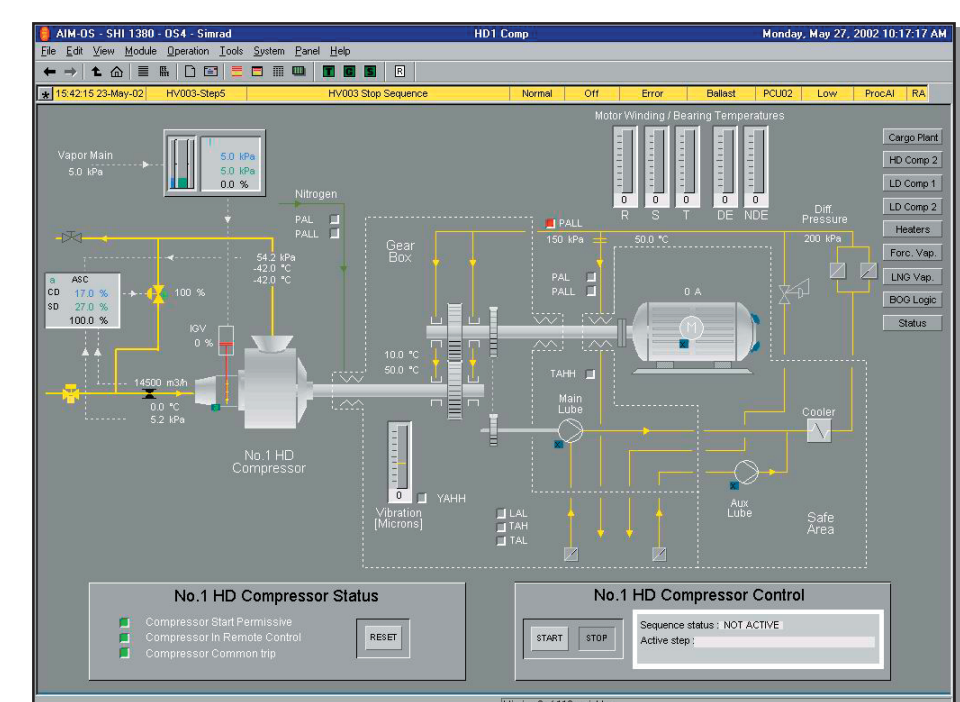 AIM-OS - SHI 1380 - OS4 - Simrad HD1 Comp Monday, May 27, 2002 10:17:17 AM
File Edit View Module Operation Tools System Panel Help
T C S R
15:42:15 23-May-02 HV003-Step5 HV003 Stop Sequence Normal Off Error Ballast PCU02 Low ProcAl RA
Motor Winding / Bearing Temperatures
0 0 0 0 0
R S T DE NDE
Cargo Plant
HD Comp 2
LD Comp 1
LD Comp 2
Heaters
Forc. Vap.
LNG Vap.
BOG Logic
Status
Vapor Main
5.0 kPa
5.0 kPa
5.0 kPa
0.0 %
Nitrogen
PAL
PALL
Gear
Box
PALL
150 kPa 50.0 °C
Diff.
Pressure
200 kPa
54.2 kPa
-42.0 °C
-42.0 °C
a ASC
CD 17.0 %
SD 27.0 %
100.0 %
100 %
IGV
0 %
PAL
PALL
0 A
M
10.0 °C
50.0 °C
TAHH
14500 m3/h
0.0 °C
5.2 kPa
Main
Lube
Cooler
No.1 HD
Compressor
0 YAHH
Vibration
[Microns]
LAL
TAH
TAL
Aux
Lube
Safe
Area
No.1 HD Compressor Status
Compressor Start Permissive
Compressor In Remote Control
Compressor Common trip
RESET
No.1 HD Compressor Control
START STOP
Sequence status : NOT ACTIVE
Active step :